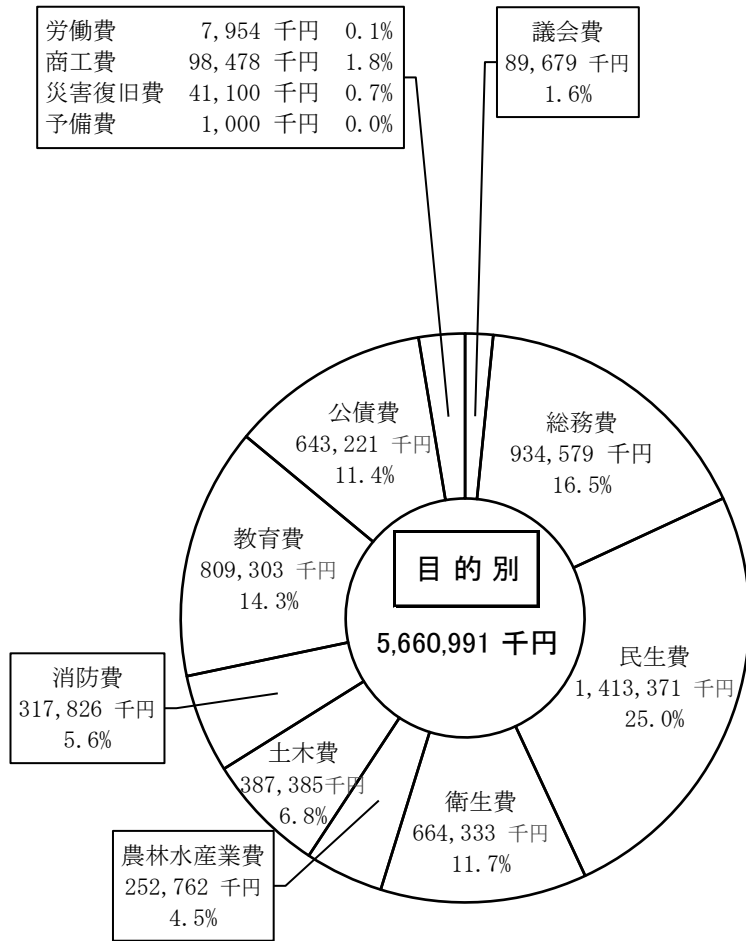 労働費 7,954 千円 0.1%
商工費 98,478 千円 1.8%
災害復旧費 41,100 千円 0.7%
予備費 1,000 千円 0.0%
議会費
89,679 千円
1.6%
総務費
934,579 千円
16.5%
民生費
1,413,371 千円
25.0%
衛生費
664,333 千円
11.7%
農林水産業費
252,762 千円
4.5%
土木費
387,385千円
6.8%
消防費
317,826 千円
5.6%
教育費
809,303 千円
14.3%
公債費
643,221 千円
11.4%
目 的 別
5,660,991 千円